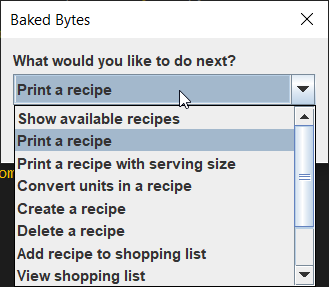 Baked Bytes
What would you like to do next?
Print a recipe
Show available recipes
Print a recipe
Print a recipe with serving size
Convert units in a recipe
Create a recipe
Delete a recipe
Add recipe to shopping list
View shopping list
om